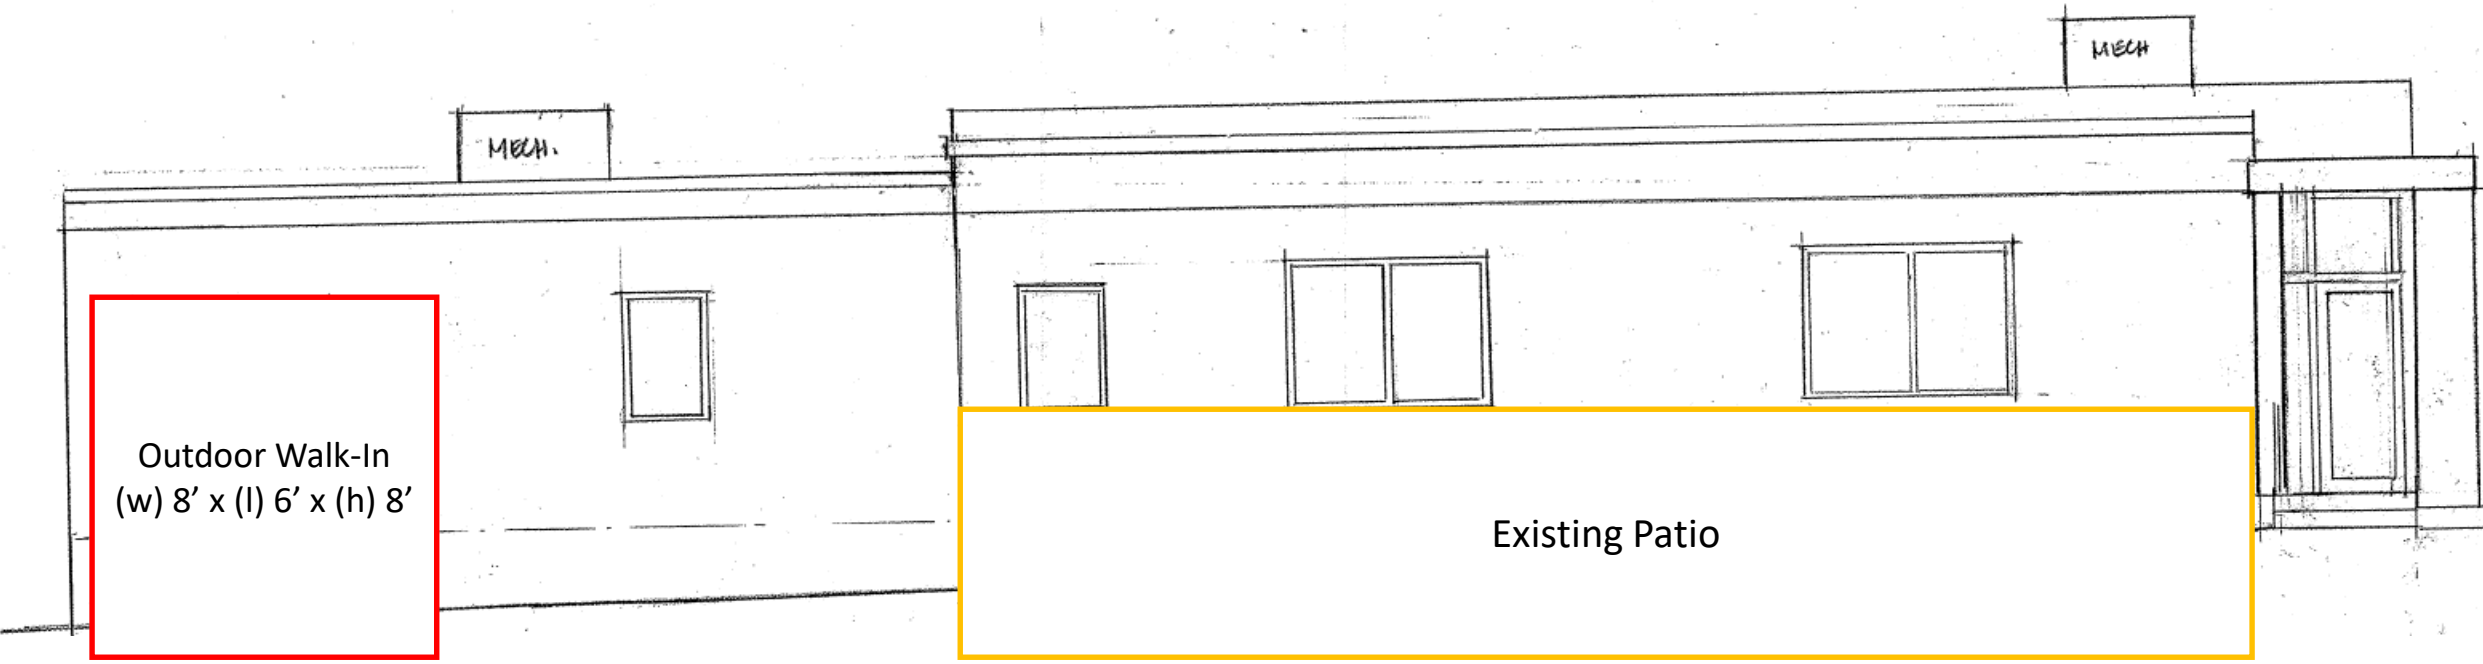 MECH
MECH.
Outdoor Walk-In
(w) 8’ x (l) 6’ x (h) 8’
Existing Patio